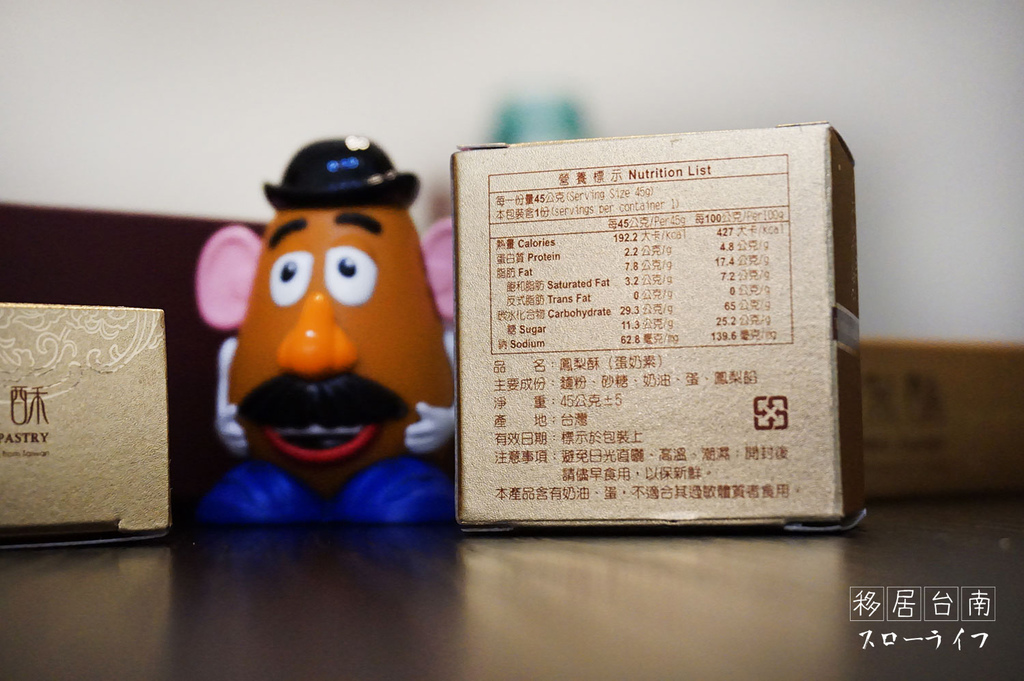 酥
PASTRY
from Taiwan
營養標示 Nutrition List
每一份量45公克(Serving Size 45g)
本包裝含1份(servings per container 1)
每45公克/Per45g 每100公克/Per100g
熱量 Calories 192.2 大卡/Kcal 427 大卡/Kcal
蛋白質 Protein 2.2 公克/g 4.8 公克/g
脂肪 Fat 7.8 公克/g 17.4 公克/g
飽和脂肪 Saturated Fat 3.2 公克/g 7.2 公克/g
反式脂肪 Trans Fat 0 公克/g 0 公克/g
碳水化合物 Carbohydrate 29.3 公克/g 65 公克/g
糖 Sugar 11.3 公克/g 25.2 公克/g
鈉 Sodium 62.8 毫克/mg 139.6 毫克/mg
品名：鳳梨酥（蛋奶素）
主要成份：麵粉、砂糖、奶油、蛋、鳳梨餡
淨重：45公克±5
產地：台灣
有效日期：標示於包裝上
注意事項：避免日光直曬、高溫、潮濕；開封後
請儘早食用，以保新鮮。
本產品含有奶油、蛋，不適合其過敏體質者食用。
移居台南
スローライフ